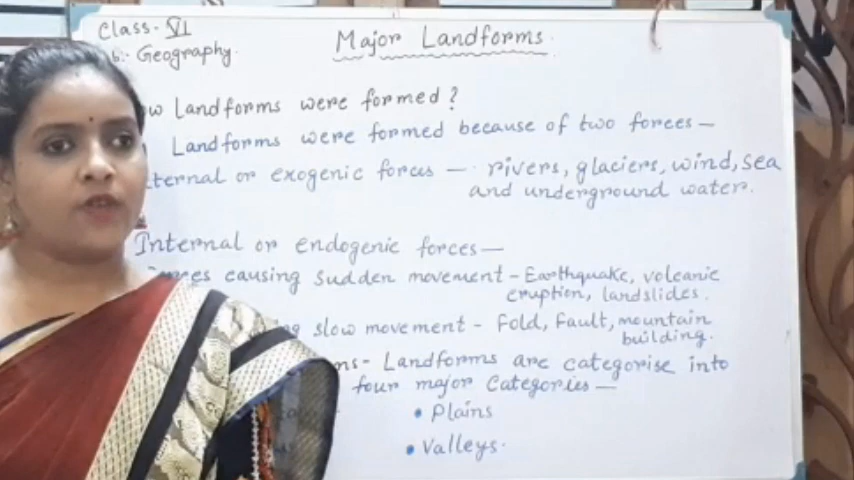 Class- VI
Major Landforms
Geography
landforms were formed?
Landforms were formed because of two forces—
or exogenic forces — rivers, glaciers, wind, sea
and underground water.
Internal or endogenic forces—
causing sudden movement - Earthquake, volcanic
eruption, landslides.
slow movement - Fold, Fault, mountain
building.
Landforms are categorise into
four major categories—
• Plains
• Valleys.